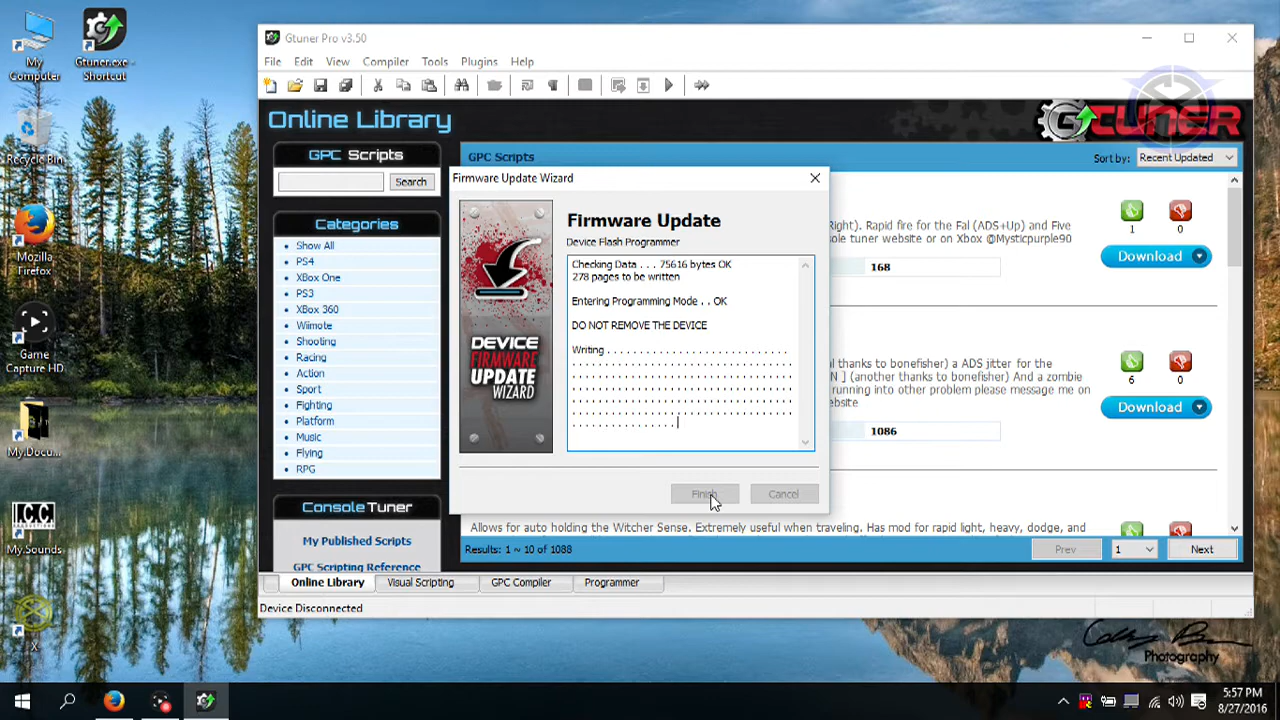 My
Computer
Gtuner.exe -
Shortcut
Recycle Bin
Mozilla
Firefox
Game
Capture HD
My.Docu...
My.Sounds
X
Gtuner Pro v3.50
File Edit View Compiler Tools Plugins Help
Online Library
GTUNER
GPC Scripts
Search
Categories
Show All
PS4
XBox One
PS3
XBox 360
Wiimote
Shooting
Racing
Action
Sport
Fighting
Platform
Music
Flying
RPG
ConsoleTuner
My Published Scripts
GPC Scripting Reference
GPC Scripts
Sort by: Recent Updated
Right). Rapid fire for the Fal (ADS+Up) and Five
ole tuner website or on Xbox @Mysticpurple90
168
1 0
Download
al thanks to bonefisher) a ADS jitter for the
N ] (another thanks to bonefisher) And a zombie
running into other problem please message me on
ebsite
1086
6 0
Download
Allows for auto holding the Witcher Sense. Extremely useful when traveling. Has mod for rapid light, heavy, dodge, and
Results: 1 ~ 10 of 1088
Prev 1 Next
Firmware Update Wizard
DEVICE
FIRMWARE
UPDATE
WIZARD
Firmware Update
Device Flash Programmer
Checking Data . . . 75616 bytes OK
278 pages to be written
Entering Programming Mode . . OK
DO NOT REMOVE THE DEVICE
Writing . . . . . . . . . . . . . . . . . . . . . . . . . . . .
. . . . . . . . . . . . . . . . . . . . . . . . . . . . . . . . . .
. . . . . . . . . . . . . . . . . . . . . . . . . . . . . . . . . .
. . . . . . . . . . . . . . . . . . . . . . . . . . . . . . . . . .
. . . . . . . . . . . . . . . . . . . . . . . . . . . . . . . . . .
. . . . . . . . . . . . . . . . . . . . . . . . . . . . . . . . . .
. . . . . . . . . . . . . . . .
Finish Cancel
Online Library Visual Scripting GPC Compiler Programmer
Device Disconnected
Photography
5:57 PM
8/27/2016